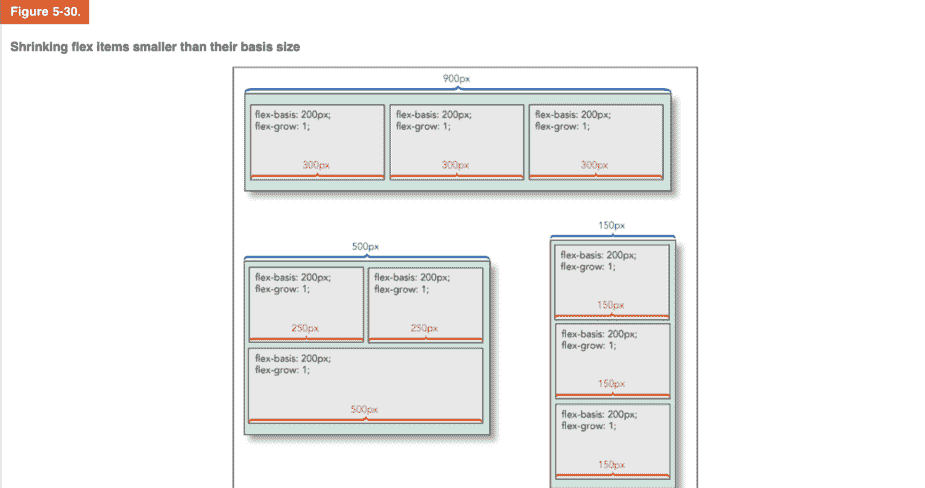 Figure 5-30.
Shrinking flex items smaller than their basis size
900px
flex-basis: 200px;
flex-grow: 1;
300px
flex-basis: 200px;
flex-grow: 1;
300px
flex-basis: 200px;
flex-grow: 1;
300px
500px
flex-basis: 200px;
flex-grow: 1;
250px
flex-basis: 200px;
flex-grow: 1;
250px
flex-basis: 200px;
flex-grow: 1;
500px
150px
flex-basis: 200px;
flex-grow: 1;
150px
flex-basis: 200px;
flex-grow: 1;
150px
flex-basis: 200px;
flex-grow: 1;
150px